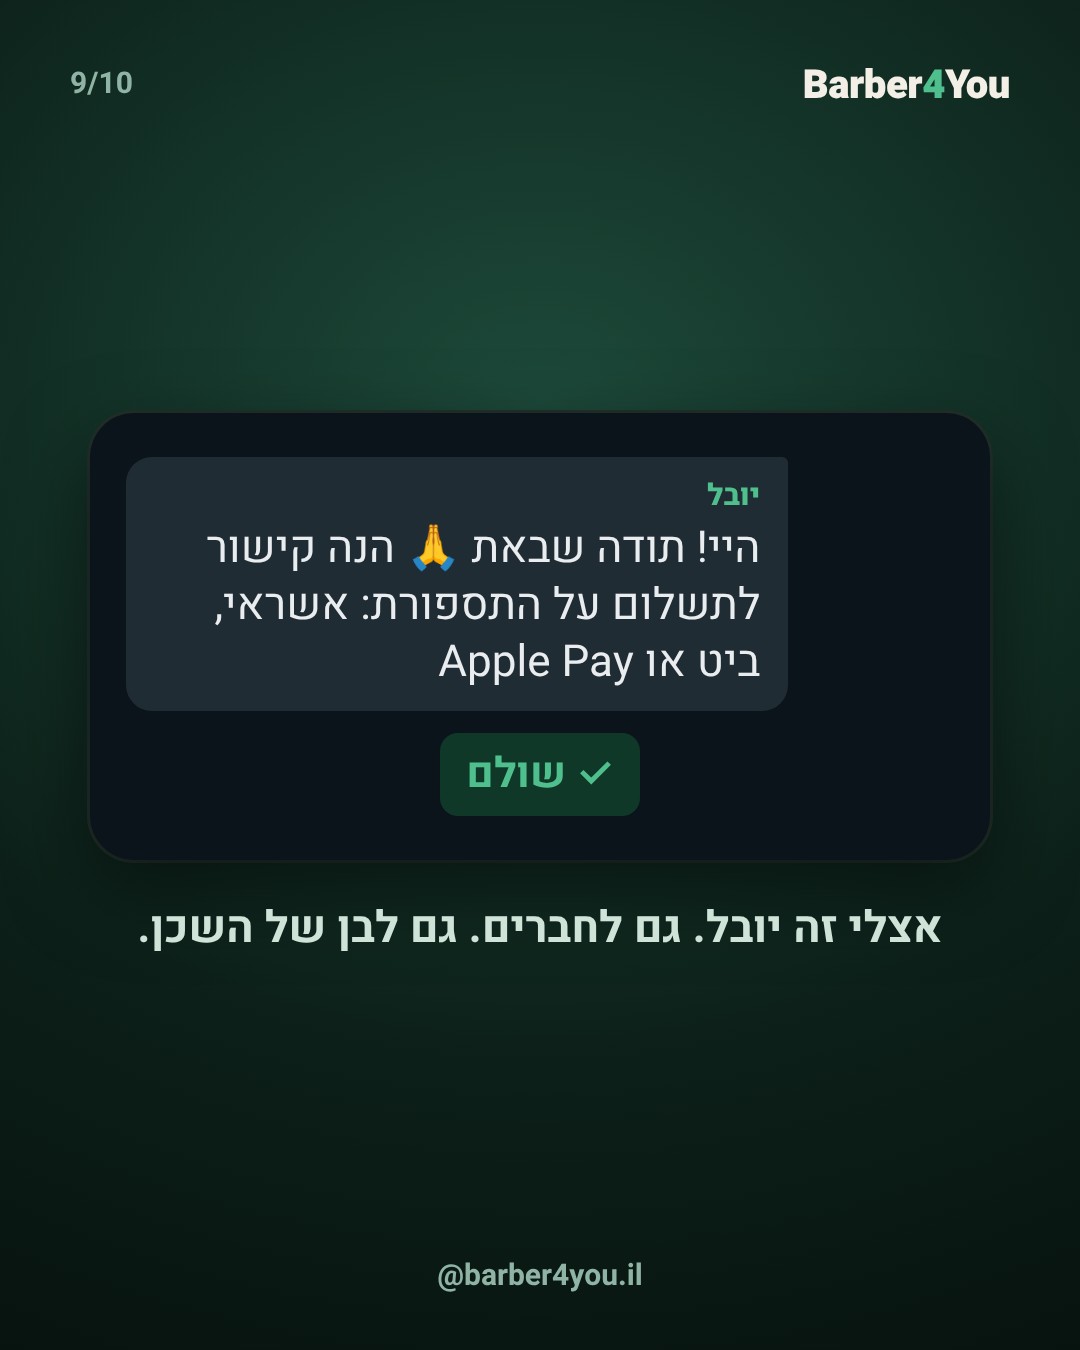 9/10
Barber4You
יובל
היי! תודה שבאת 🙏 הנה קישור
לתשלום על התספורת: אשראי,
ביט או Apple Pay
✓ שולם
אצלי זה יובל. גם לחברים. גם לבן של השכן.
@barber4you.il